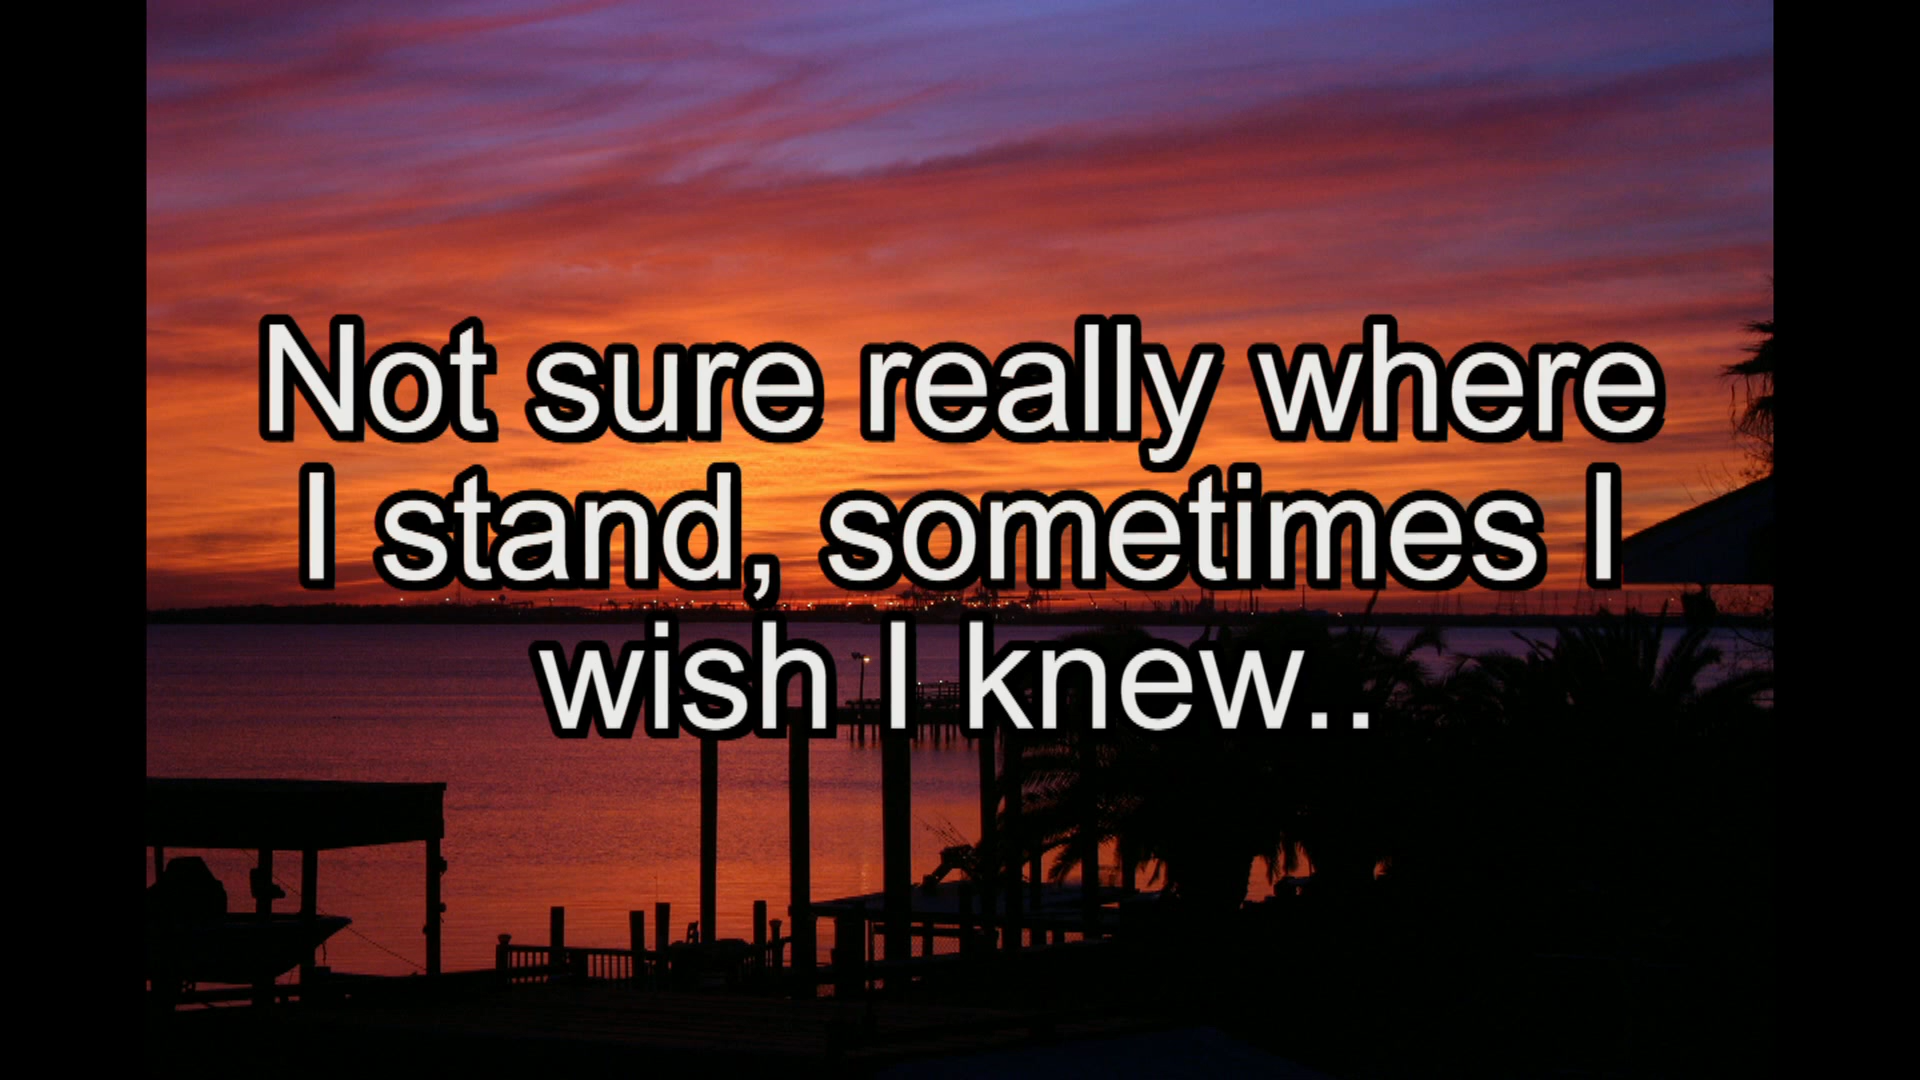 Not sure really where
I stand, sometimes I
wish I knew..